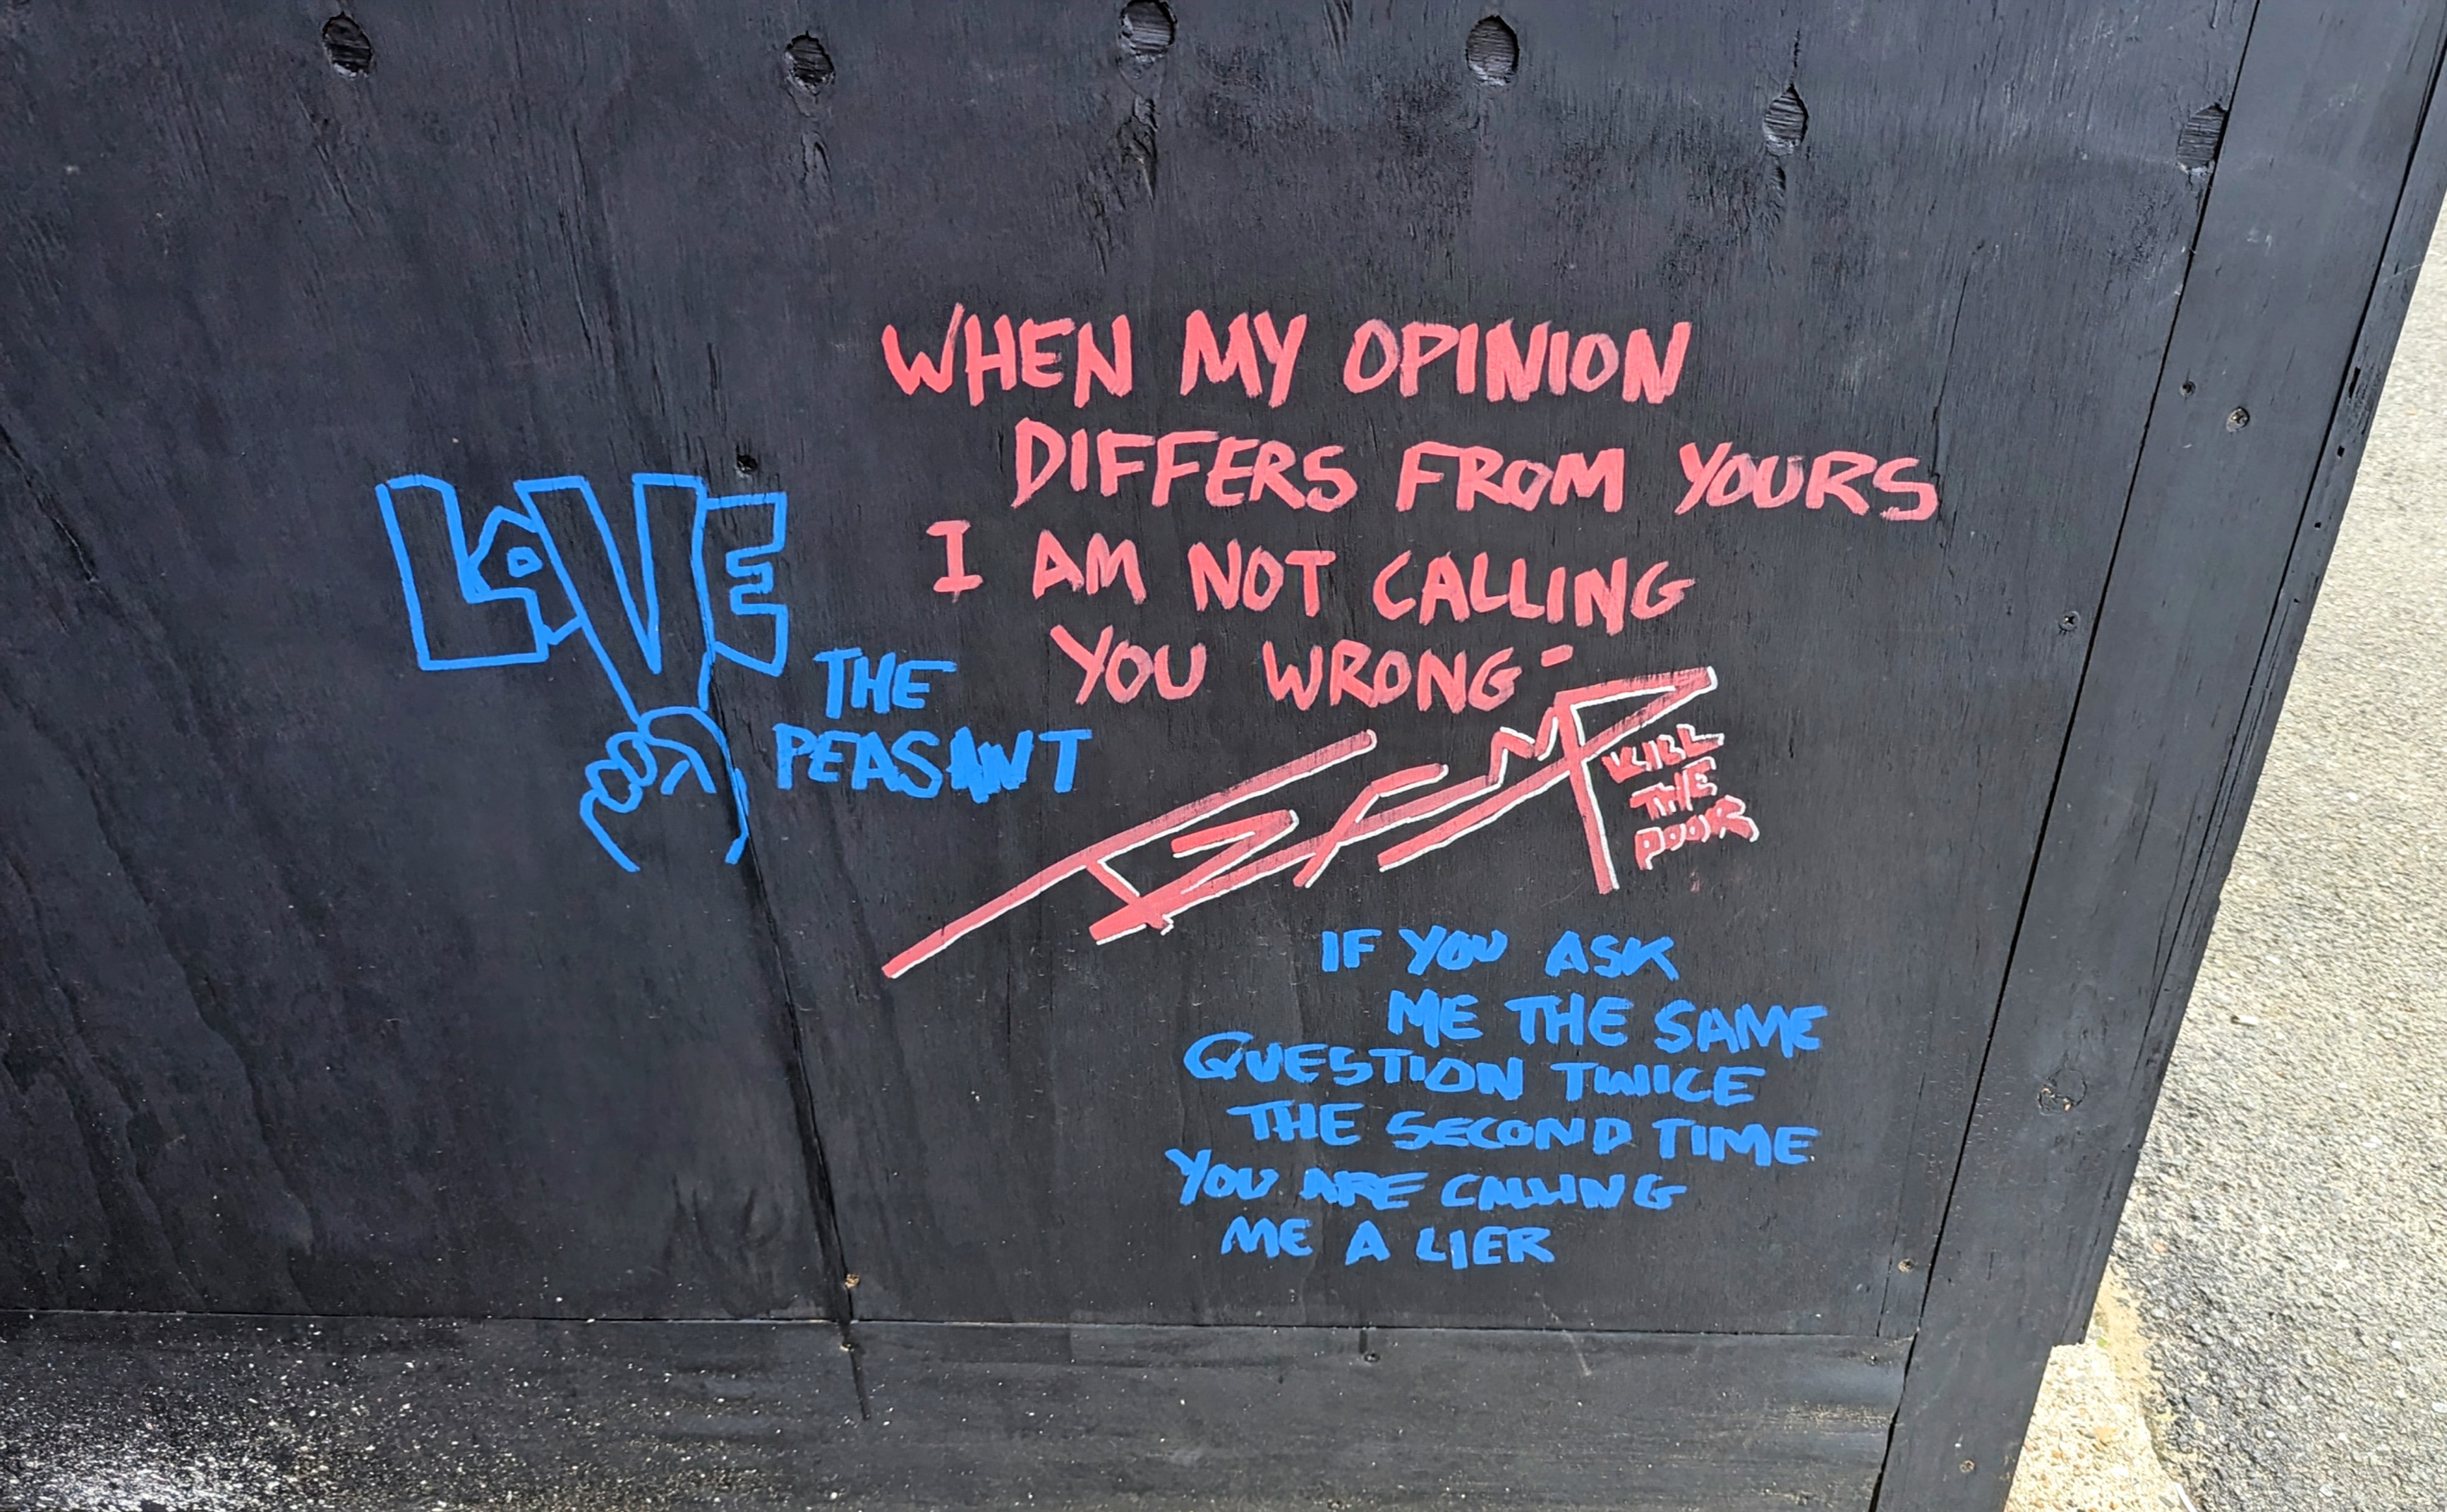 LOVE
THE
PEASANT
WHEN MY OPINION
DIFFERS FROM YOURS
I AM NOT CALLING
YOU WRONG-
KILL
THE
POOR
IF YOU ASK
ME THE SAME
QUESTION TWICE
THE SECOND TIME
YOU ARE CALLING
ME A LIER